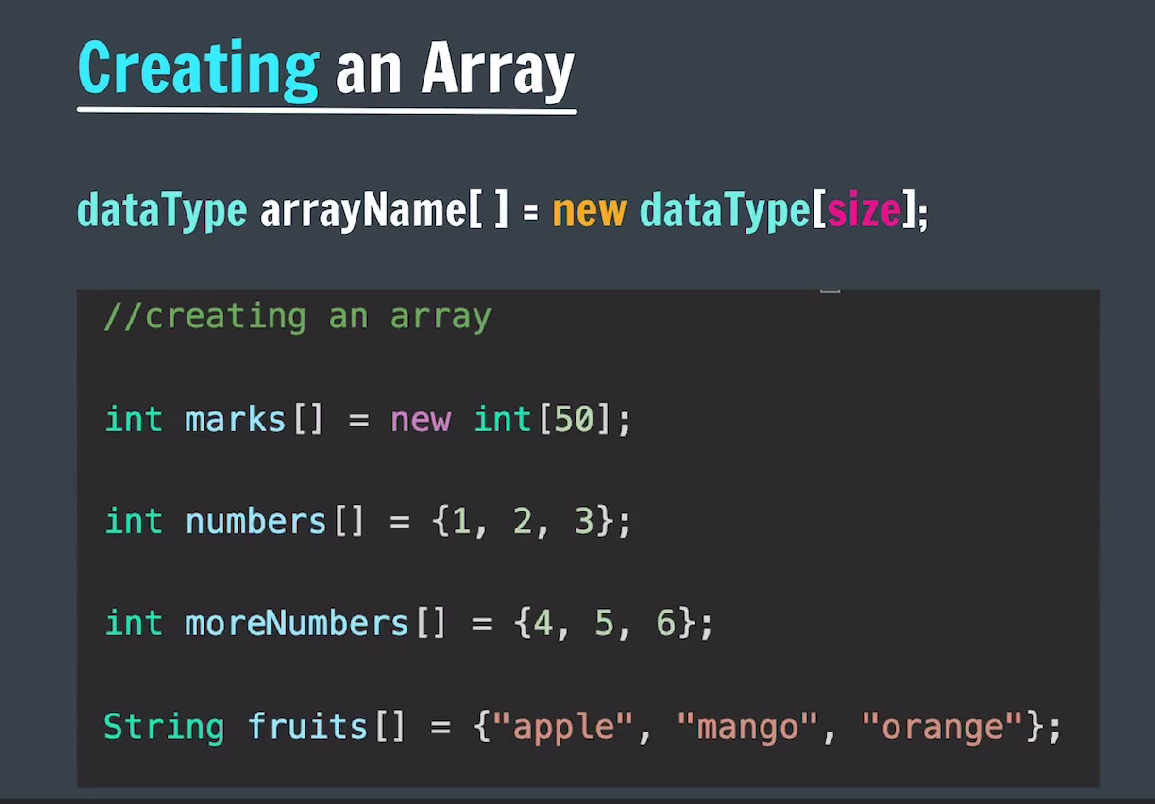 Creating an Array
dataType arrayName[ ] = new dataType[size];
//creating an array
int marks[] = new int[50];
int numbers[] = {1, 2, 3};
int moreNumbers[] = {4, 5, 6};
String fruits[] = {"apple", "mango", "orange"};